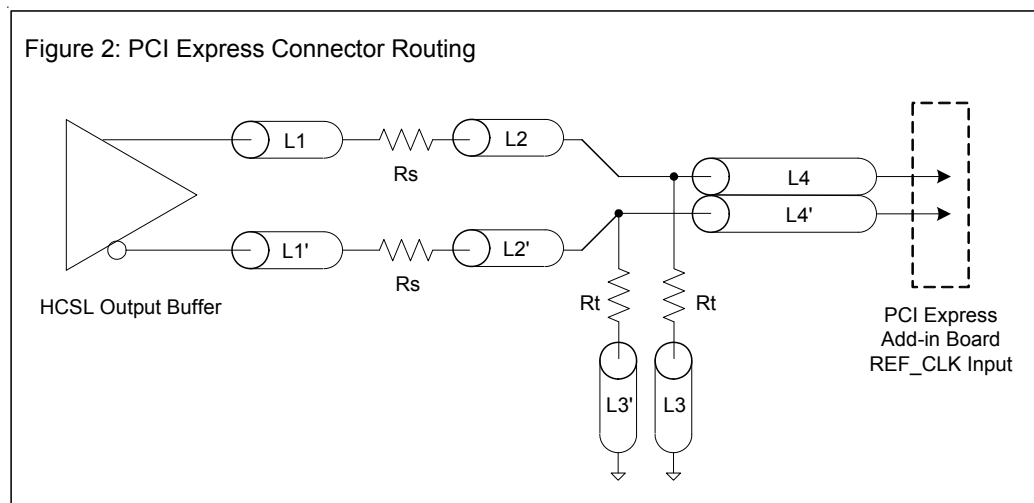 Figure 2: PCI Express Connector Routing
L1
Rs
L2
L4
L4'
L1'
Rs
L2'
HCSL Output Buffer
Rt
Rt
L3'
L3
PCI Express
Add-in Board
REF_CLK Input